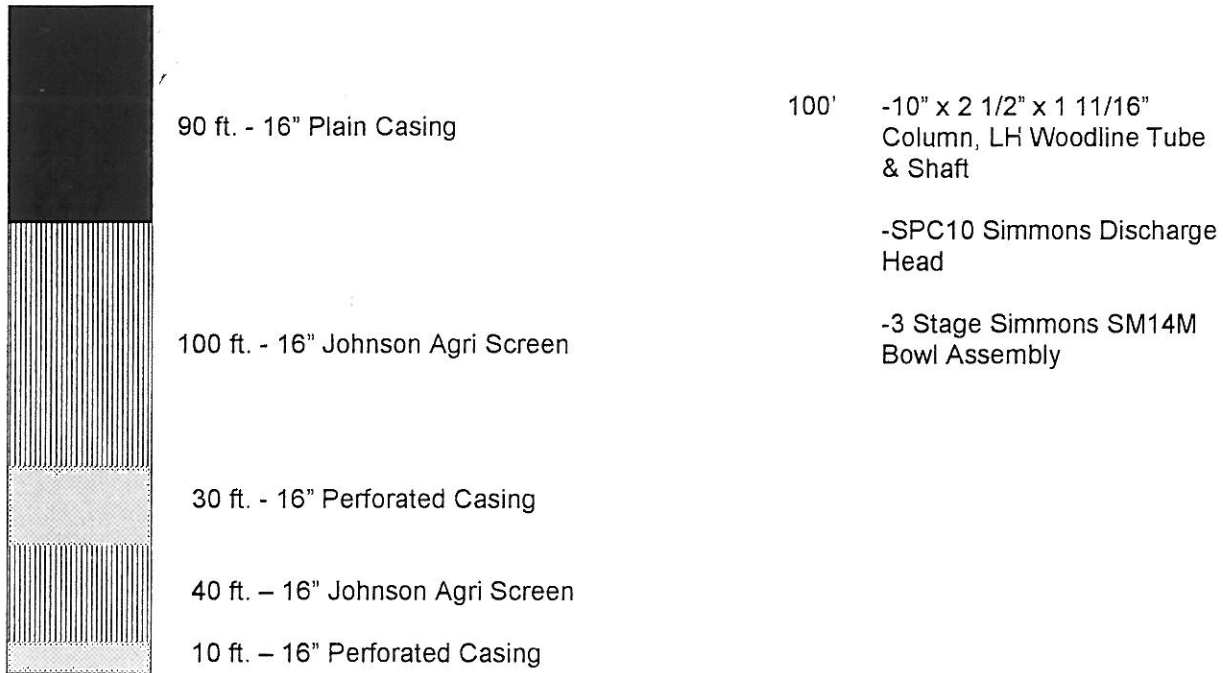 90 ft. - 16" Plain Casing
100 ft. - 16" Johnson Agri Screen
30 ft. - 16" Perforated Casing
40 ft. – 16" Johnson Agri Screen
10 ft. – 16" Perforated Casing
100' -10" x 2 1/2" x 1 11/16"
Column, LH Woodline Tube
& Shaft
-SPC10 Simmons Discharge
Head
-3 Stage Simmons SM14M
Bowl Assembly